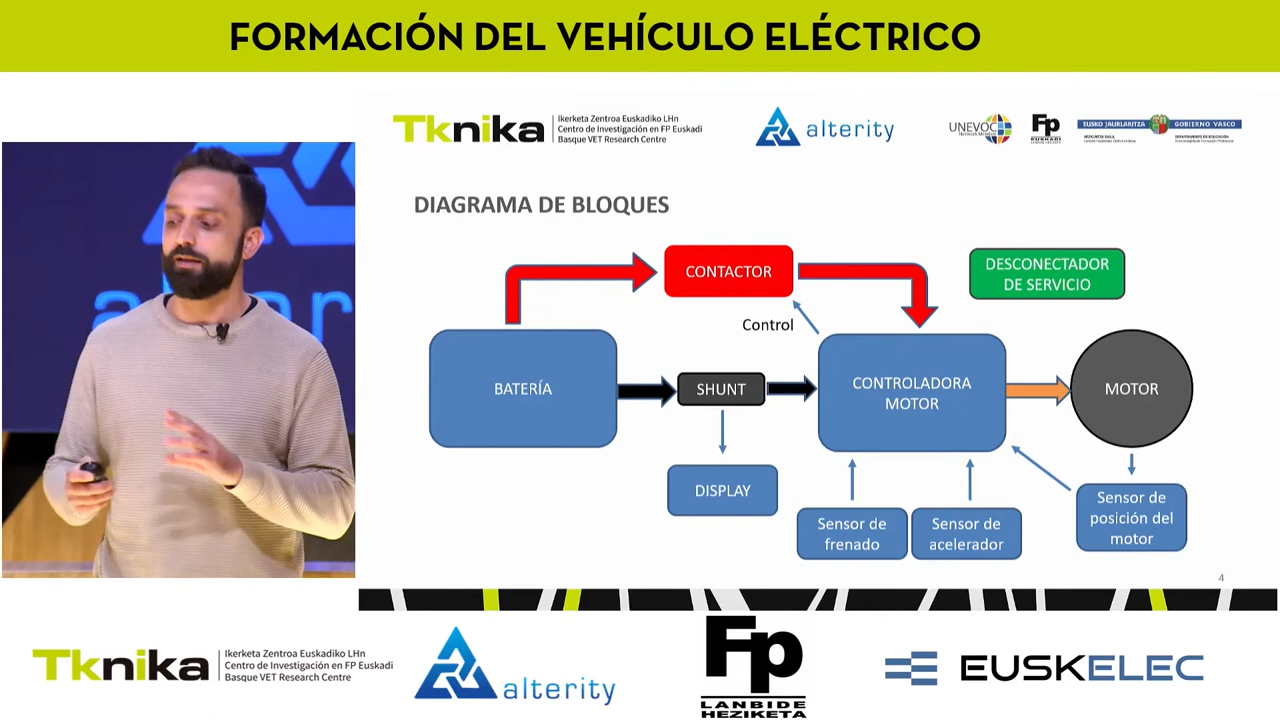 FORMACIÓN DEL VEHÍCULO ELÉCTRICO
Tknika
Ikerketa Zentroa Euskadiko LHn
Centro de Investigación en FP Euskadi
Basque VET Research Centre
alterity
UNEVOC
Fp
EUSKADI
EUSKO JAURLARITZA
GOBIERNO VASCO
DIAGRAMA DE BLOQUES
CONTACTOR
DESCONECTADOR
DE SERVICIO
Control
BATERÍA
SHUNT
CONTROLADORA
MOTOR
MOTOR
DISPLAY
Sensor de
frenado
Sensor de
acelerador
Sensor de
posición del
motor
4
Tknika
Ikerketa Zentroa Euskadiko LHn
Centro de Investigación en FP Euskadi
Basque VET Research Centre
alterity
Fp
LANBIDE
HEZIKETA
EUSKELEC